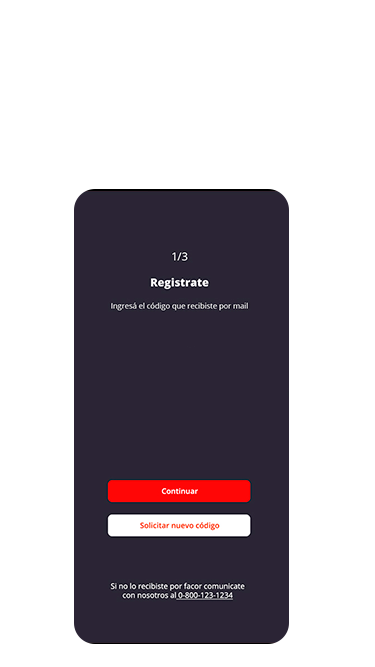 1/3
Registrate
Ingresá el código que recibiste por mail
Continuar
Solicitar nuevo código
Si no lo recibiste por facor comunicate
con nosotros al 0-800-123-1234